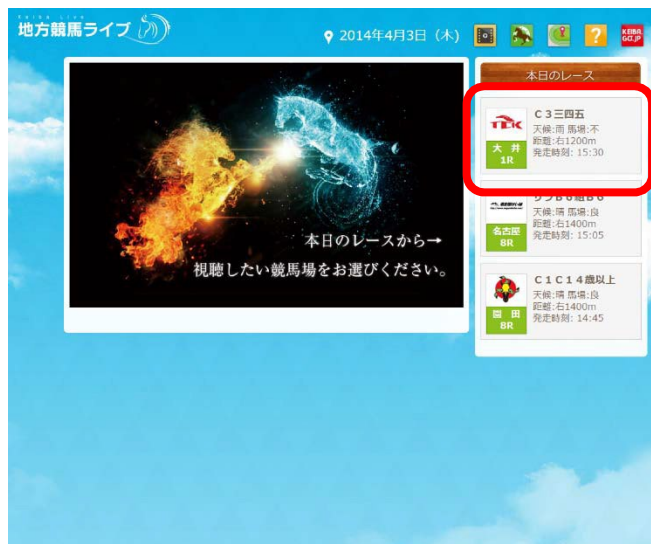 Keiba Live
地方競馬ライブ
2014年4月3日（木）
?
KEIBA.
GO.JP
本日のレース
TCK
大井
1R
C3三四五
天候:雨 馬場:不
距離:右1200m
発走時刻: 15:30
名古屋
8R
天候:晴 馬場:良
距離:右1400m
発走時刻: 15:05
園田
8R
C1C14歳以上
天候:晴 馬場:良
距離:右1400m
発走時刻: 14:45
本日のレースから→
視聴したい競馬場をお選びください。